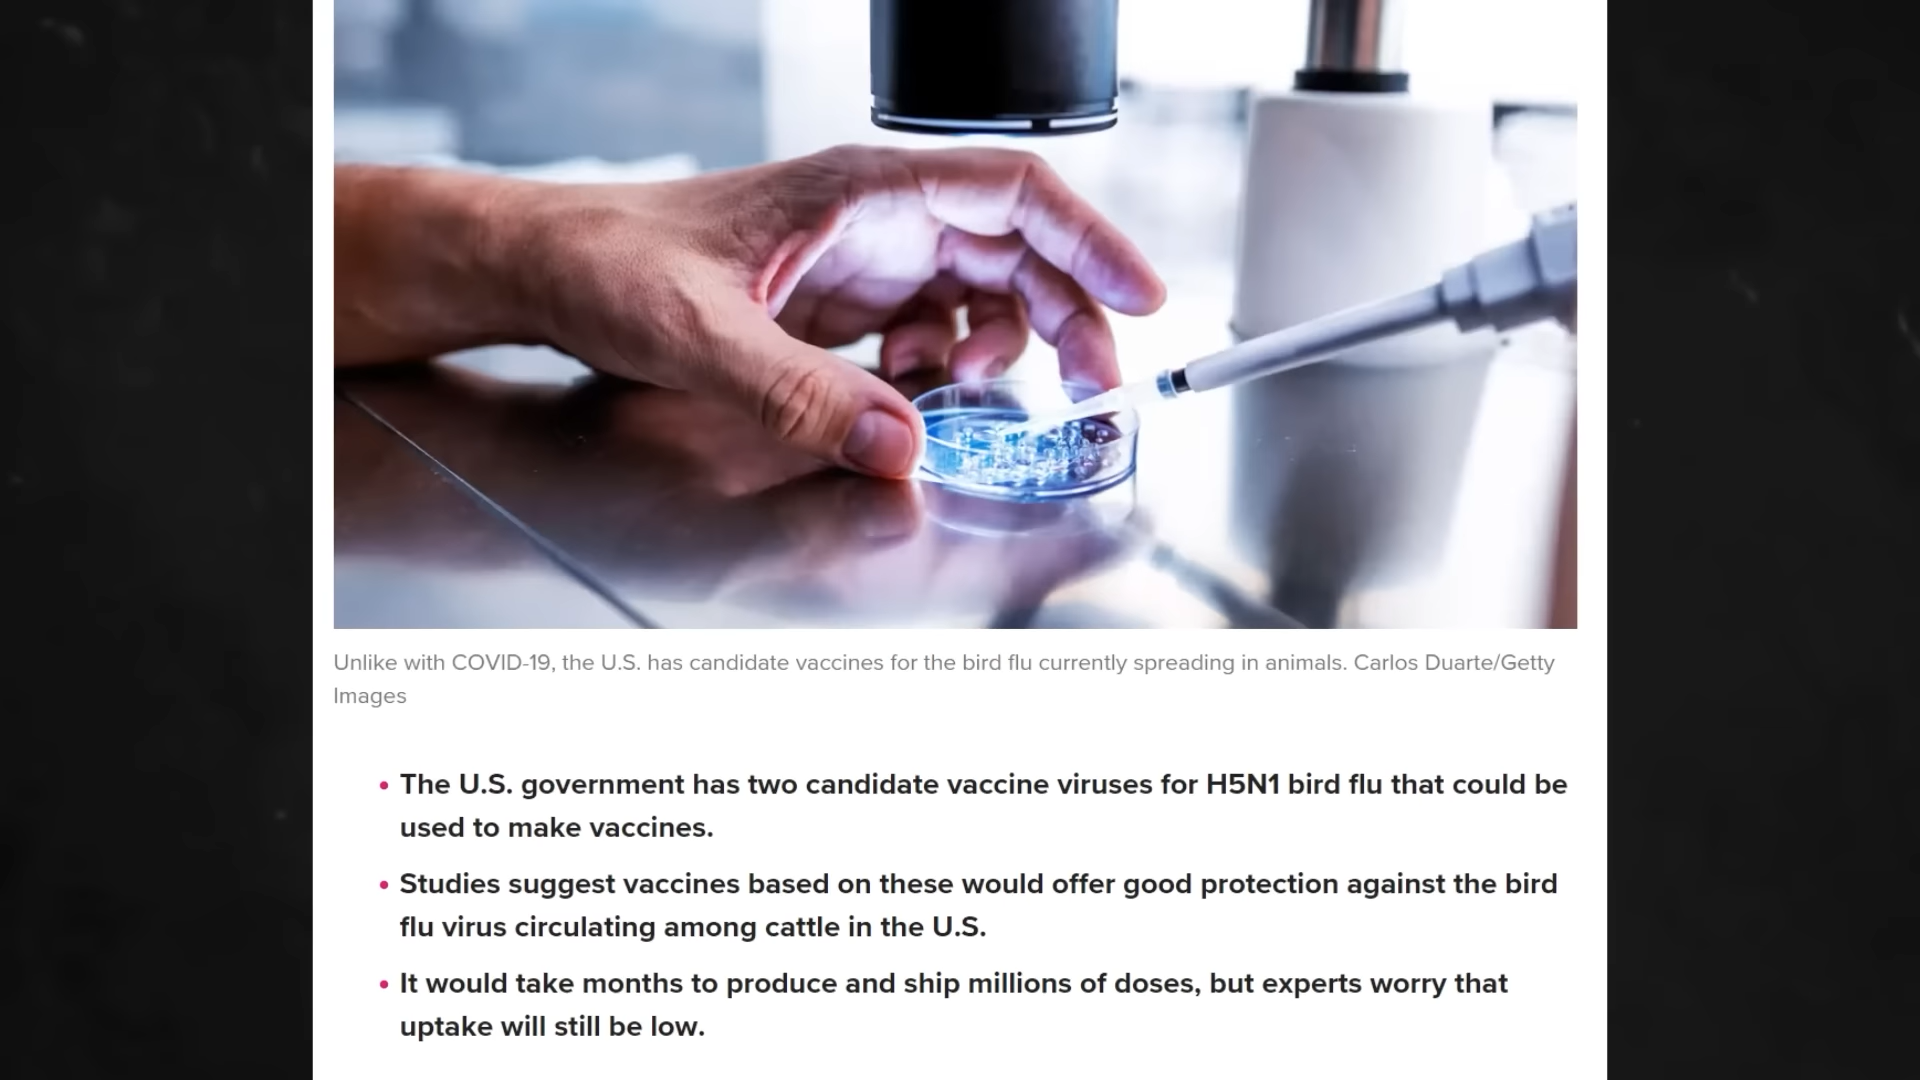 Unlike with COVID-19, the U.S. has candidate vaccines for the bird flu currently spreading in animals. Carlos Duarte/Getty
Images
• The U.S. government has two candidate vaccine viruses for H5N1 bird flu that could be
used to make vaccines.
• Studies suggest vaccines based on these would offer good protection against the bird
flu virus circulating among cattle in the U.S.
• It would take months to produce and ship millions of doses, but experts worry that
uptake will still be low.